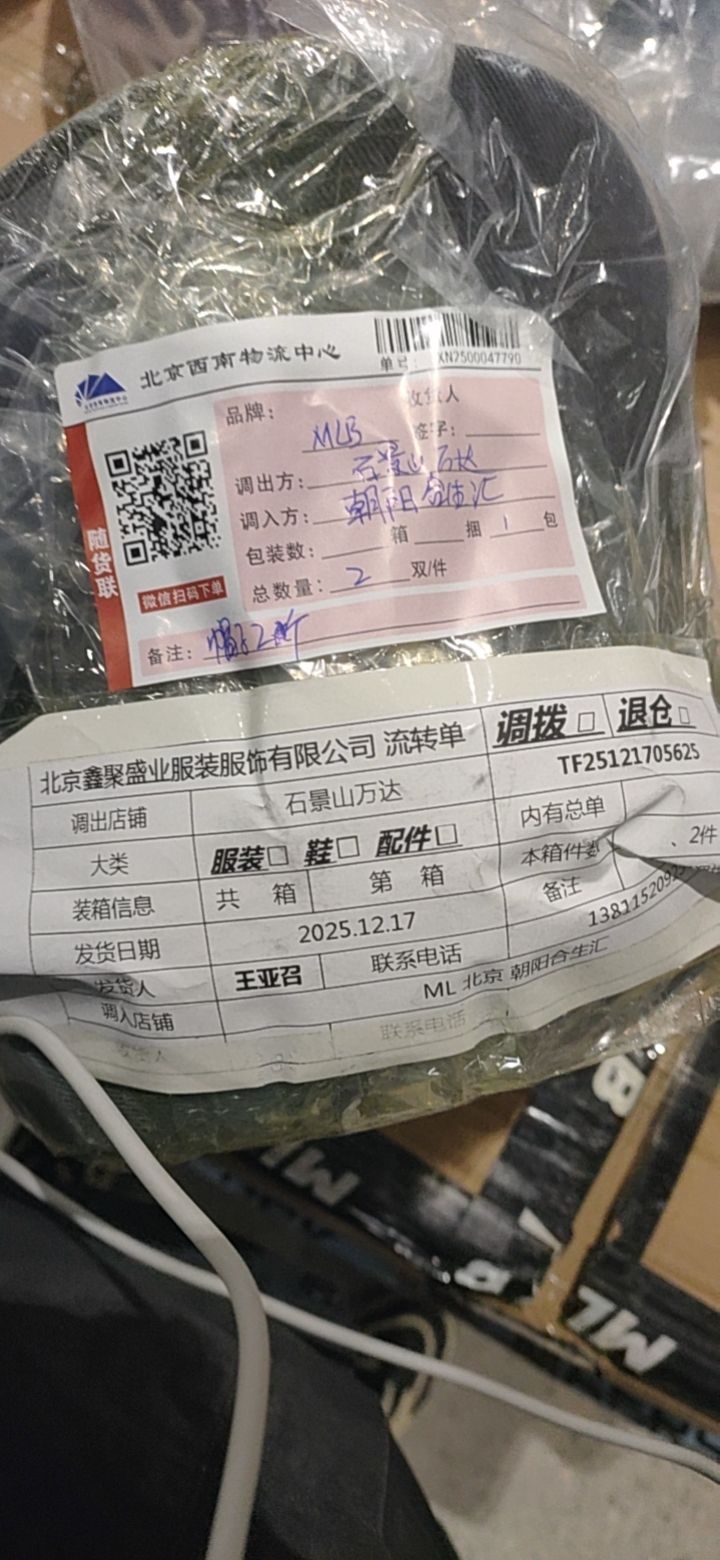 北京西南物流中心
单号: XN2500047790
品牌: MLB
收货人
签字:
调出方: 石景山万达
调入方: 朝阳合生汇
包装数: 箱 捆 1 包
总数量: 2 双/件
备注: 帽子2
随货联
微信扫码下单
北京鑫聚盛业服装服饰有限公司 流转单
调拨□ 退仓□
调出店铺 石景山万达
TF25121705625
大类 服装□ 鞋□ 配件□
内有总单
装箱信息 共 箱 第 箱
本箱件数 、2件
发货日期 2025.12.17
备注
发货人 王亚召 联系电话
调入店铺 ML 北京 朝阳合生汇
联系电话
MLB
ML
B
ML